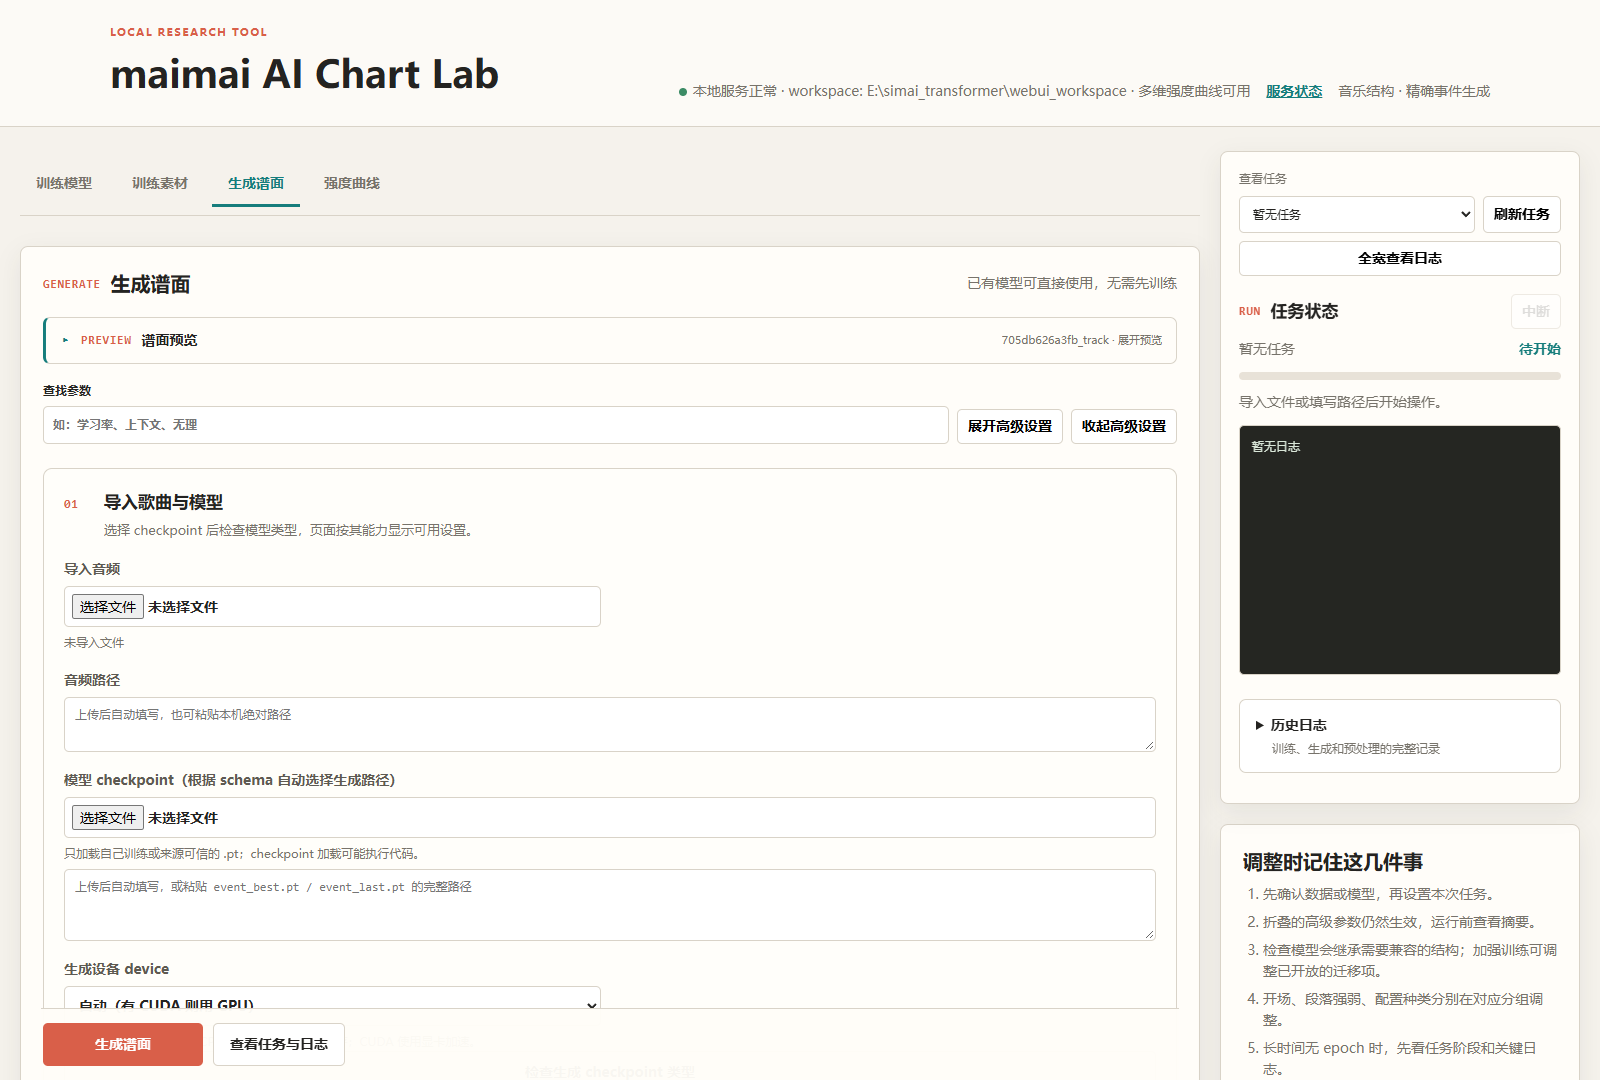 LOCAL RESEARCH TOOL
maimai AI Chart Lab
本地服务正常 · workspace: E:\simai_transformer\webui_workspace · 多维强度曲线可用 服务状态 音乐结构 · 精确事件生成
训练模型 训练素材 生成谱面 强度曲线
GENERATE 生成谱面 已有模型可直接使用，无需先训练
PREVIEW 谱面预览 705db626a3fb_track · 展开预览
查找参数
如：学习率、上下文、无理 展开高级设置 收起高级设置
01 导入歌曲与模型
选择 checkpoint 后检查模型类型，页面按其能力显示可用设置。
导入音频
选择文件 未选择文件
未导入文件
音频路径
上传后自动填写，也可粘贴本机绝对路径
模型 checkpoint（根据 schema 自动选择生成路径）
选择文件 未选择文件
只加载自己训练或来源可信的 .pt；checkpoint 加载可能执行代码。
上传后自动填写，或粘贴 event_best.pt / event_last.pt 的完整路径
生成设备 device
自动（有 CUDA 则用 GPU）
生成谱面 查看任务与日志
检查生成 checkpoint 类型
查看任务
暂无任务 刷新任务
全宽查看日志
RUN 任务状态 中断
暂无任务 待开始
导入文件或填写路径后开始操作。
暂无日志
历史日志
训练、生成和预处理的完整记录
调整时记住这几件事
1. 先确认数据或模型，再设置本次任务。
2. 折叠的高级参数仍然生效，运行前查看摘要。
3. 检查模型会继承需要兼容的结构；加强训练可调
整已开放的迁移项。
4. 开场、段落强弱、配置种类分别在对应分组调
整。
5. 长时间无 epoch 时，先看任务阶段和关键日
志。